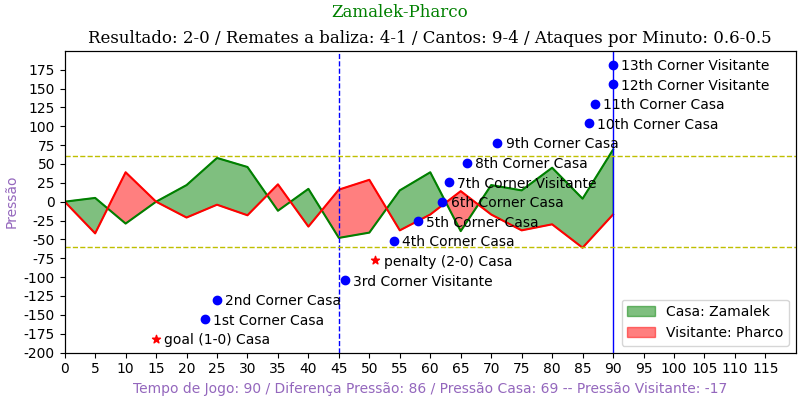 Zamalek-Pharco
Resultado: 2-0 / Remates a baliza: 4-1 / Cantos: 9-4 / Ataques por Minuto: 0.6-0.5
Pressão
175
150
125
100
75
50
25
0
-25
-50
-75
-100
-125
-150
-175
-200
13th Corner Visitante
12th Corner Visitante
11th Corner Casa
10th Corner Casa
9th Corner Casa
8th Corner Casa
7th Corner Visitante
6th Corner Casa
5th Corner Casa
4th Corner Casa
penalty (2-0) Casa
3rd Corner Visitante
2nd Corner Casa
1st Corner Casa
goal (1-0) Casa
Casa: Zamalek
Visitante: Pharco
0 5 10 15 20 25 30 35 40 45 50 55 60 65 70 75 80 85 90 95 100 105 110 115
Tempo de Jogo: 90 / Diferença Pressão: 86 / Pressão Casa: 69 -- Pressão Visitante: -17